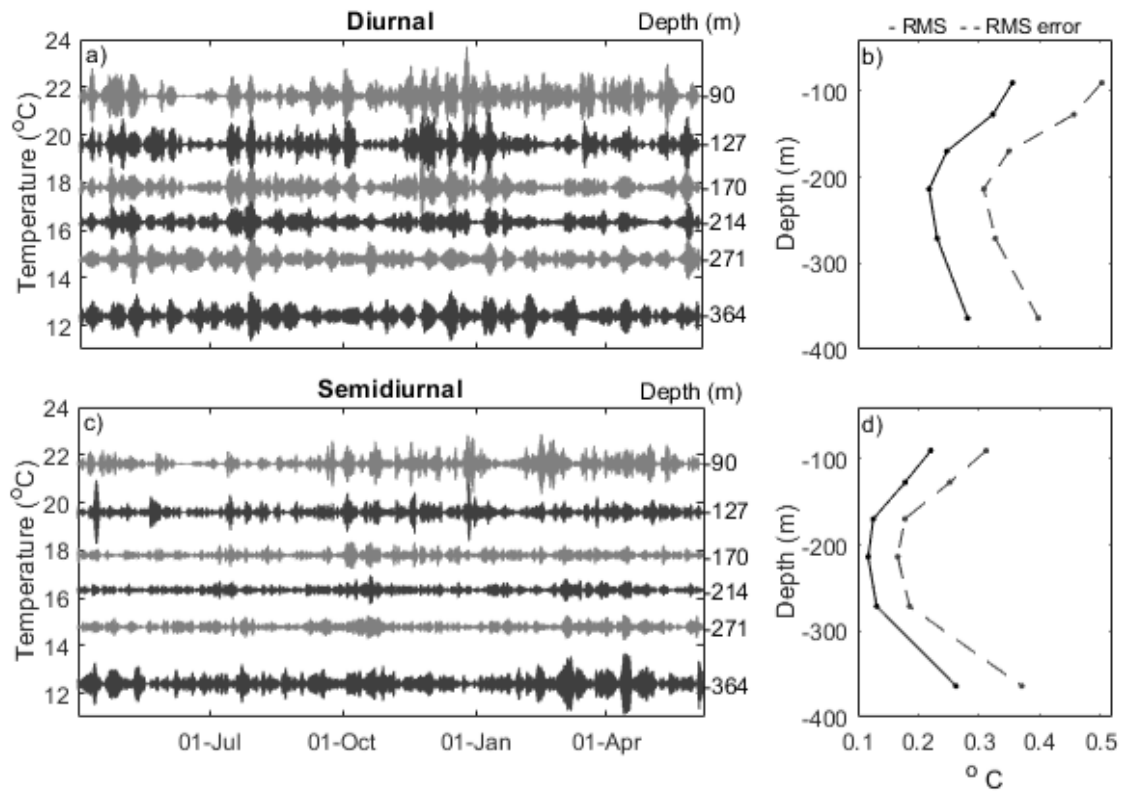 Diurnal
Depth (m)
- RMS -- RMS error
a)
b)
Temperature (°C)
24
22
20
18
16
14
12
-90
-127
-170
-214
-271
-364
Depth (m)
-100
-200
-300
-400
Semidiurnal
Depth (m)
c)
d)
Temperature (°C)
24
22
20
18
16
14
12
-90
-127
-170
-214
-271
-364
Depth (m)
-100
-200
-300
-400
01-Jul 01-Oct 01-Jan 01-Apr
0.1 0.2 0.3 0.4 0.5
° C